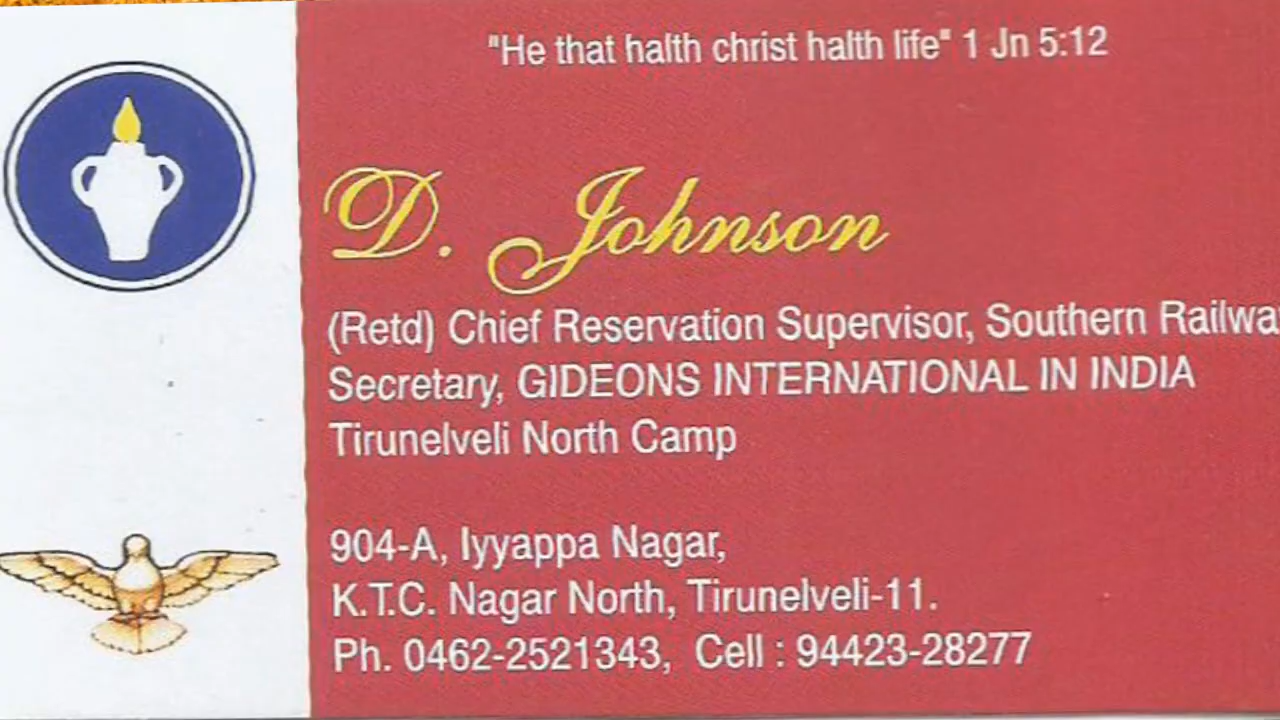 "He that halth christ halth life" 1 Jn 5:12
D. Johnson
(Retd) Chief Reservation Supervisor, Southern Railwa
Secretary, GIDEONS INTERNATIONAL IN INDIA
Tirunelveli North Camp
904-A, Iyyappa Nagar,
K.T.C. Nagar North, Tirunelveli-11.
Ph. 0462-2521343, Cell : 94423-28277